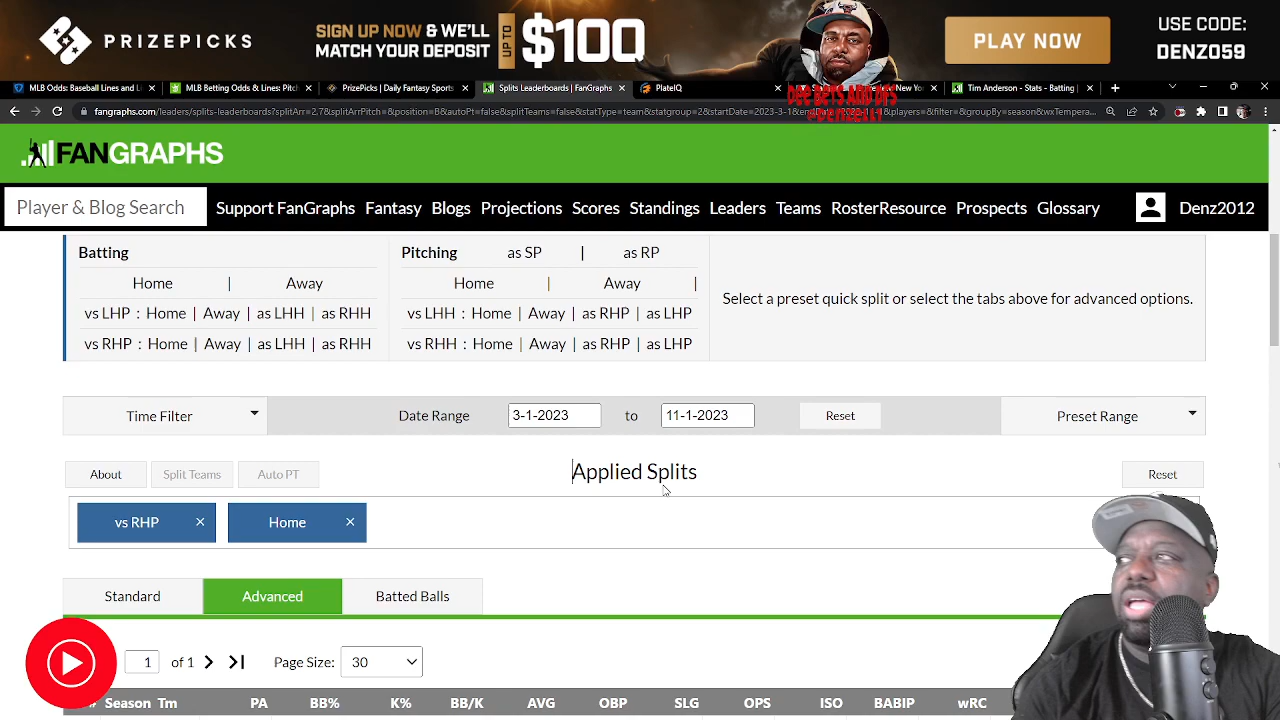 PRIZEPICKS
SIGN UP NOW & WE'LL
MATCH YOUR DEPOSIT
UP TO
$100
PLAY NOW
USE CODE:
DENZ059
MLB Odds: Baseball Lines and L
MLB Betting Odds & Lines: Pitch
PrizePicks | Daily Fantasy Sports
Splits Leaderboards | FanGraphs
PlateIQ
Tim Anderson - Stats - Batting |
DEE BETS AND DFS
FANGRAPHS
Player & Blog Search
Support FanGraphs
Fantasy
Blogs
Projections
Scores
Standings
Leaders
Teams
RosterResource
Prospects
Glossary
Denz2012
Batting
Home | Away
vs LHP : Home | Away | as LHH | as RHH
vs RHP : Home | Away | as LHH | as RHH
Pitching as SP | as RP
Home | Away |
vs LHH : Home | Away | as RHP | as LHP
vs RHH : Home | Away | as RHP | as LHP
Select a preset quick split or select the tabs above for advanced options.
Time Filter
Date Range 3-1-2023 to 11-1-2023
Reset
Preset Range
About
Split Teams
Auto PT
Applied Splits
Reset
vs RHP ×
Home ×
Standard
Advanced
Batted Balls
1 of 1
Page Size: 30
# Season Tm PA BB% K% BB/K AVG OBP SLG OPS ISO BABIP wRC